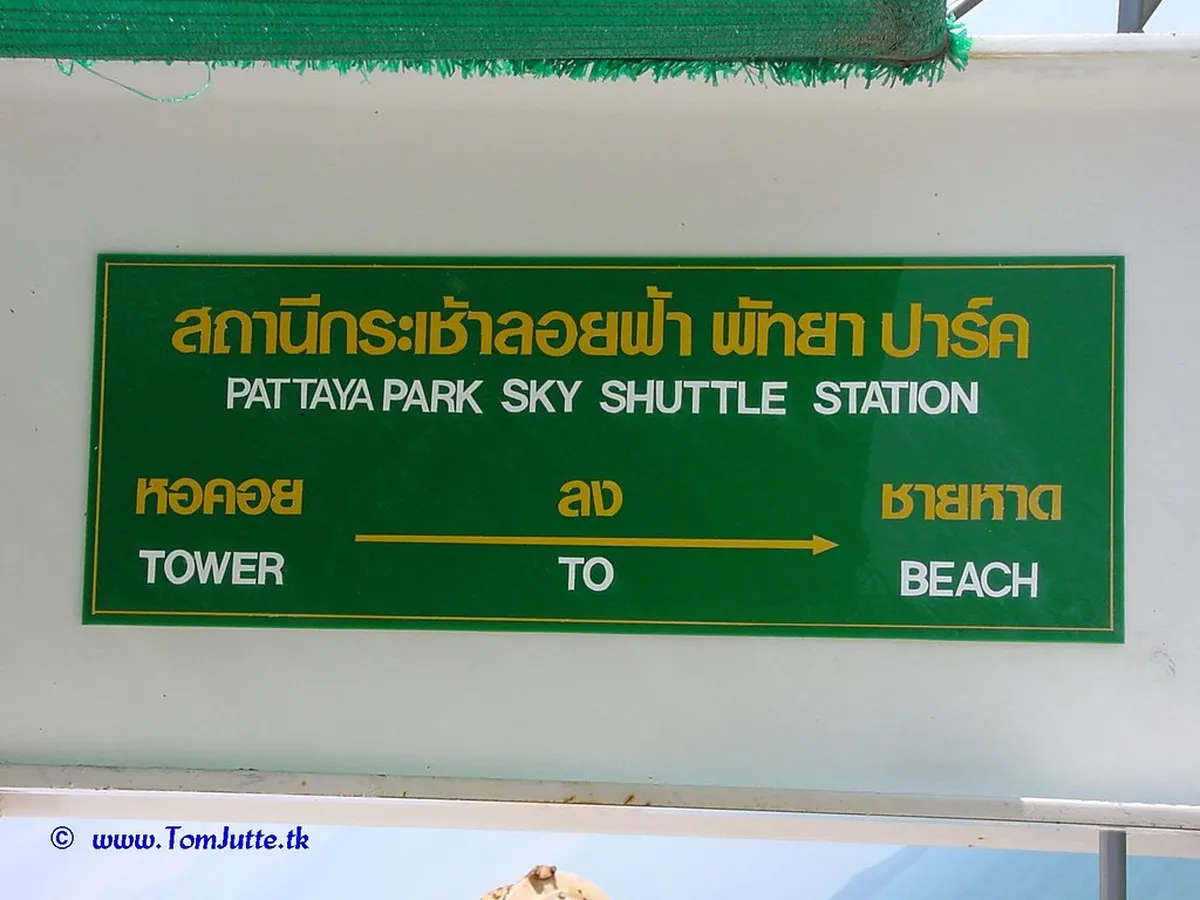 สถานีกระเช้าลอยฟ้า พัทยา ปาร์ค
PATTAYA PARK SKY SHUTTLE STATION
หอคอย ลง ชายหาด
TOWER TO BEACH
© www.TomJutte.tk